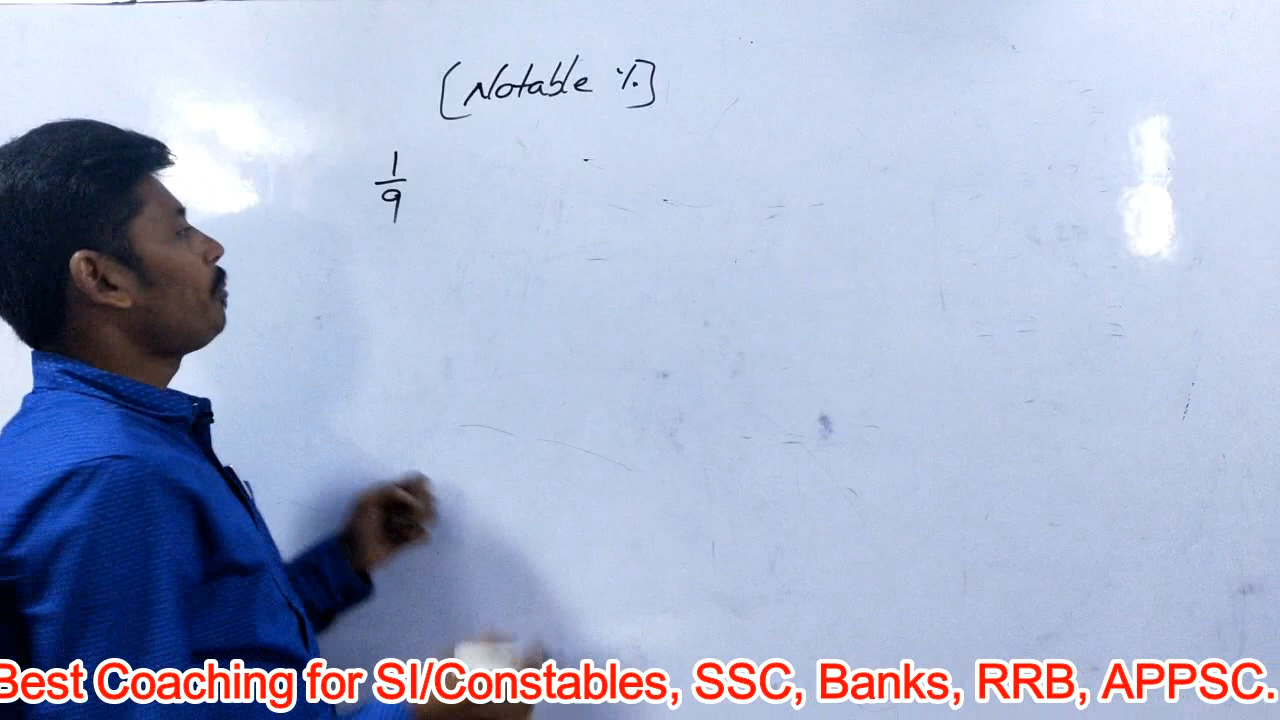 [Notable %]
1
9
Best Coaching for SI/Constables, SSC, Banks, RRB, APPSC.